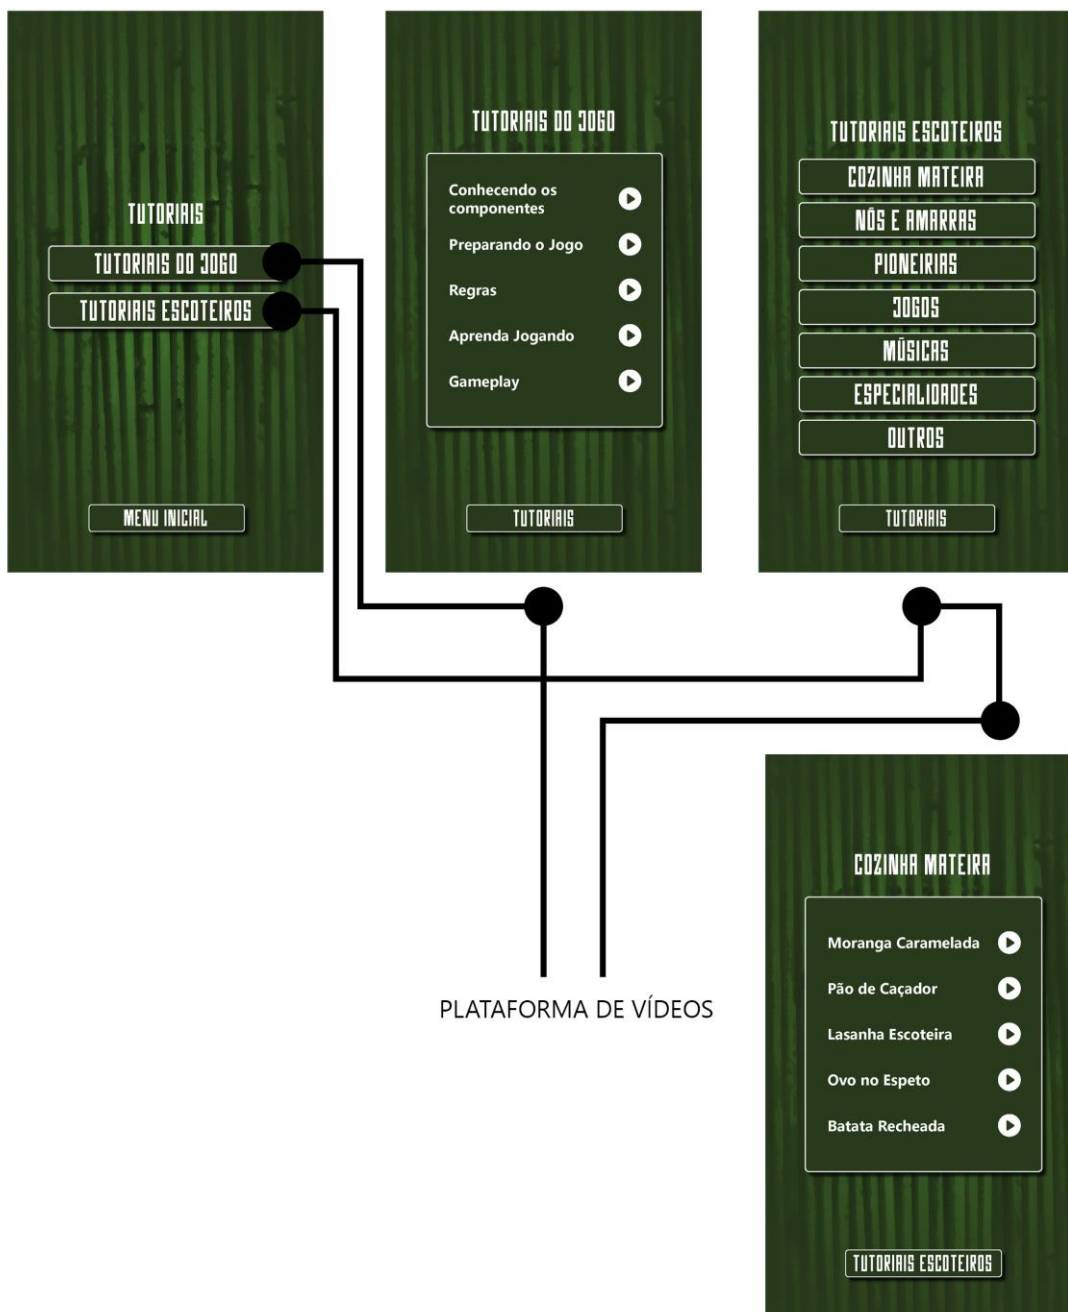 TUTORIAIS
TUTORIAIS DO JOGO
TUTORIAIS ESCOTEIROS
MENU INICIAL
TUTORIAIS DO JOGO
Conhecendo os
componentes
Preparando o Jogo
Regras
Aprenda Jogando
Gameplay
TUTORIAIS
TUTORIAIS ESCOTEIROS
COZINHA MATEIRA
NÓS E AMARRAS
PIONEIRIAS
JOGOS
MÚSICAS
ESPECIALIDADES
OUTROS
TUTORIAIS
PLATAFORMA DE VÍDEOS
COZINHA MATEIRA
Moranga Caramelada
Pão de Caçador
Lasanha Escoteira
Ovo no Espeto
Batata Recheada
TUTORIAIS ESCOTEIROS